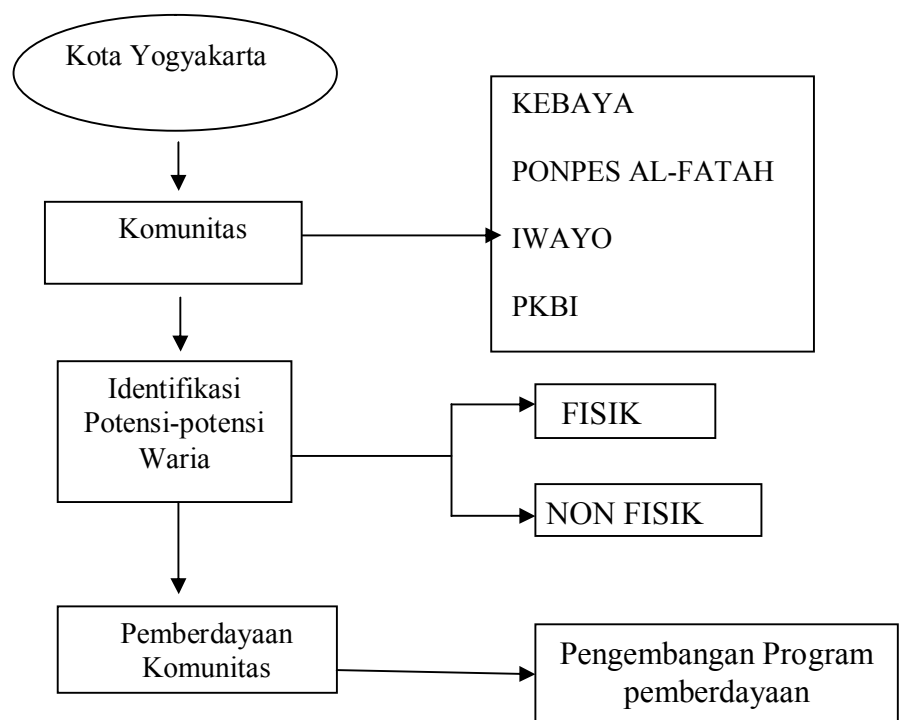 Kota Yogyakarta
KEBAYA
PONPES AL-FATAH
Komunitas
IWAYO
PKBI
Identifikasi
Potensi-potensi
Waria
FISIK
NON FISIK
Pemberdayaan
Komunitas
Pengembangan Program
pemberdayaan